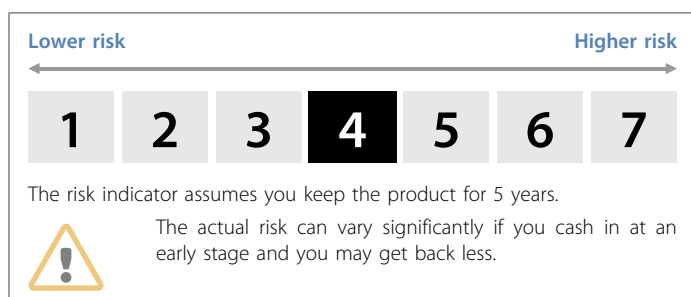 Lower risk Higher risk
1 2 3 4 5 6 7
The risk indicator assumes you keep the product for 5 years.
The actual risk can vary significantly if you cash in at an
early stage and you may get back less.